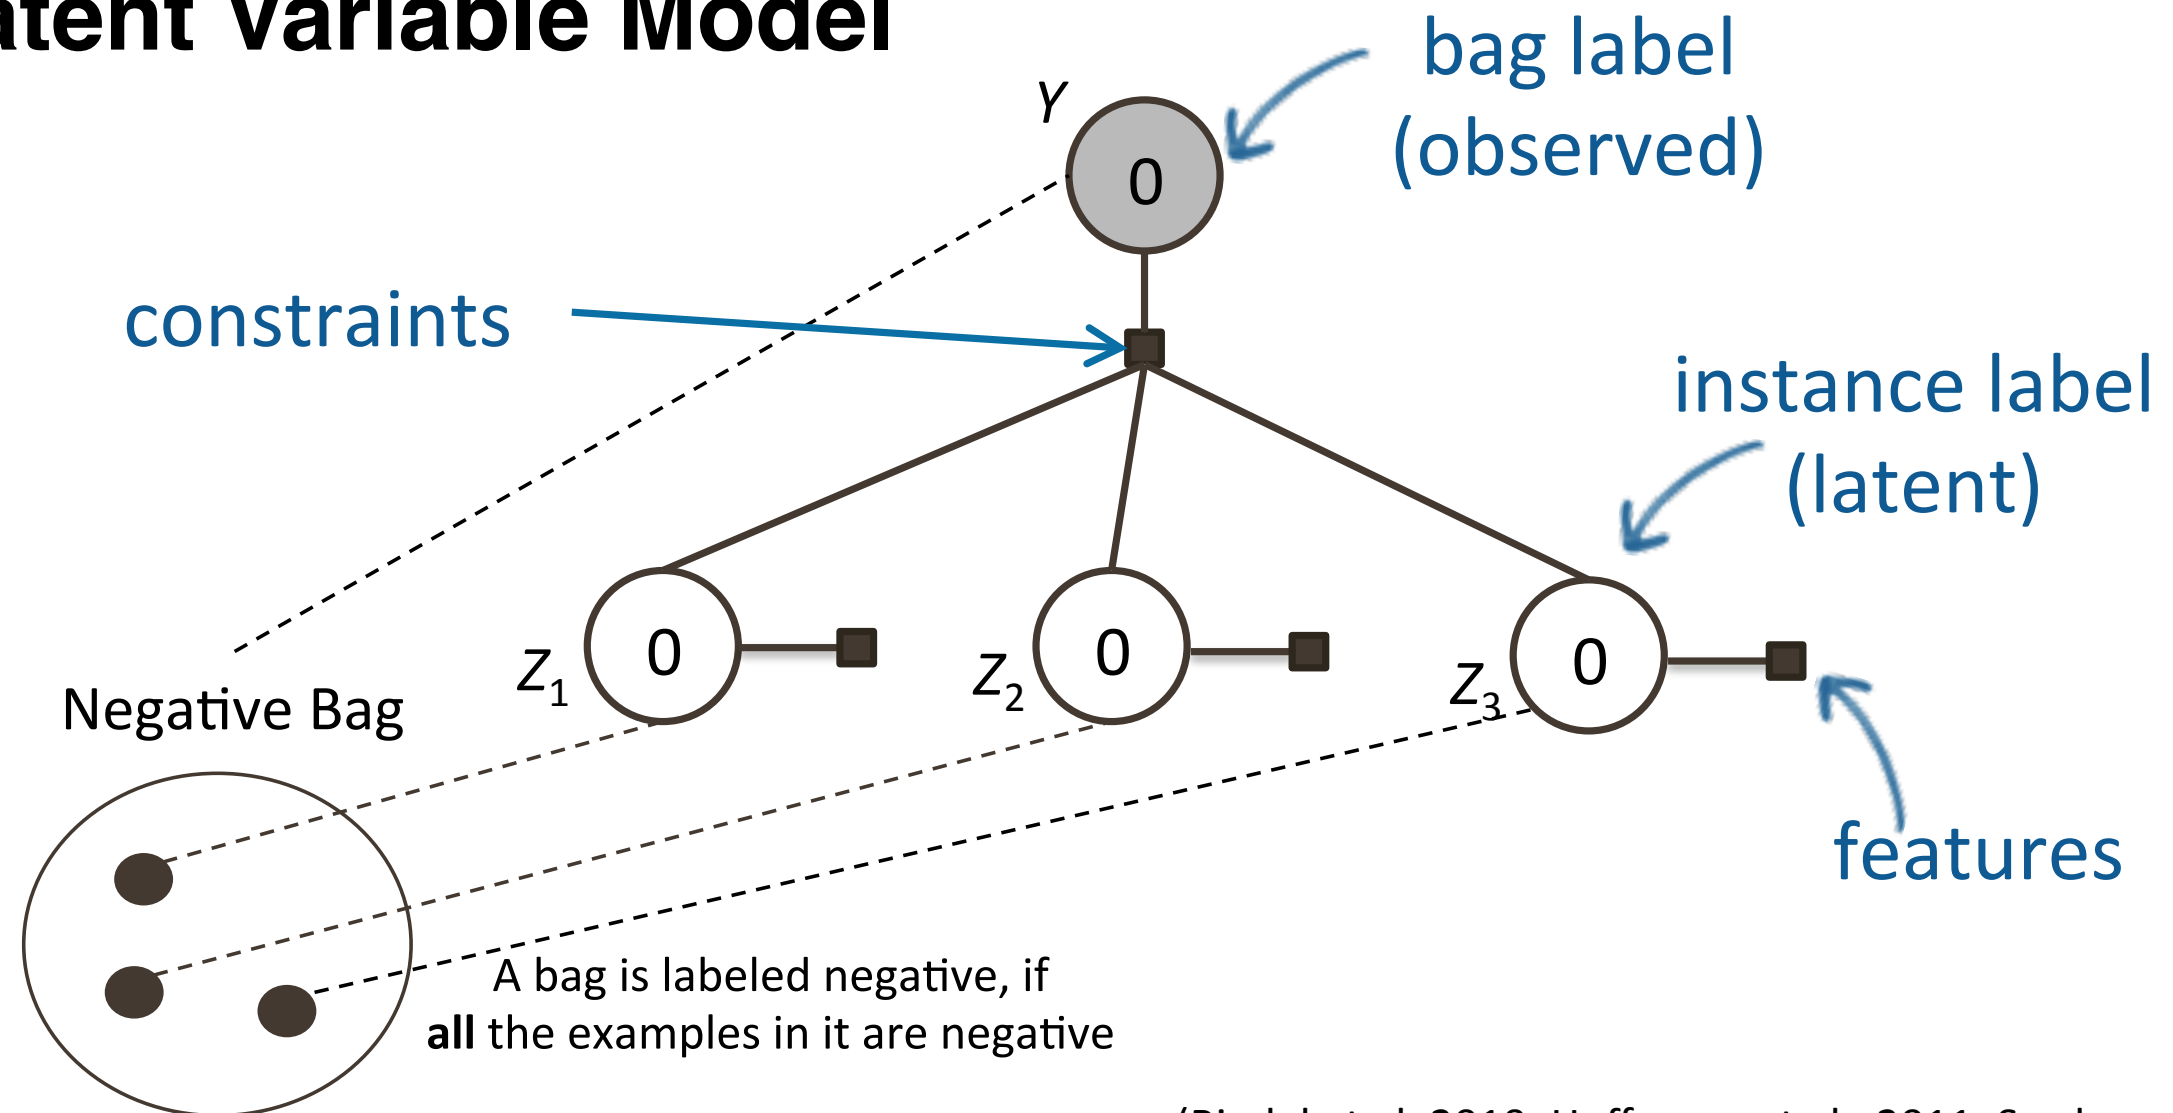 Variable Model
bag label
(observed)
Y
0
constraints
instance label
(latent)
Z1
0
Z2
0
Z3
0
Negative Bag
features
A bag is labeled negative, if
all the examples in it are negative